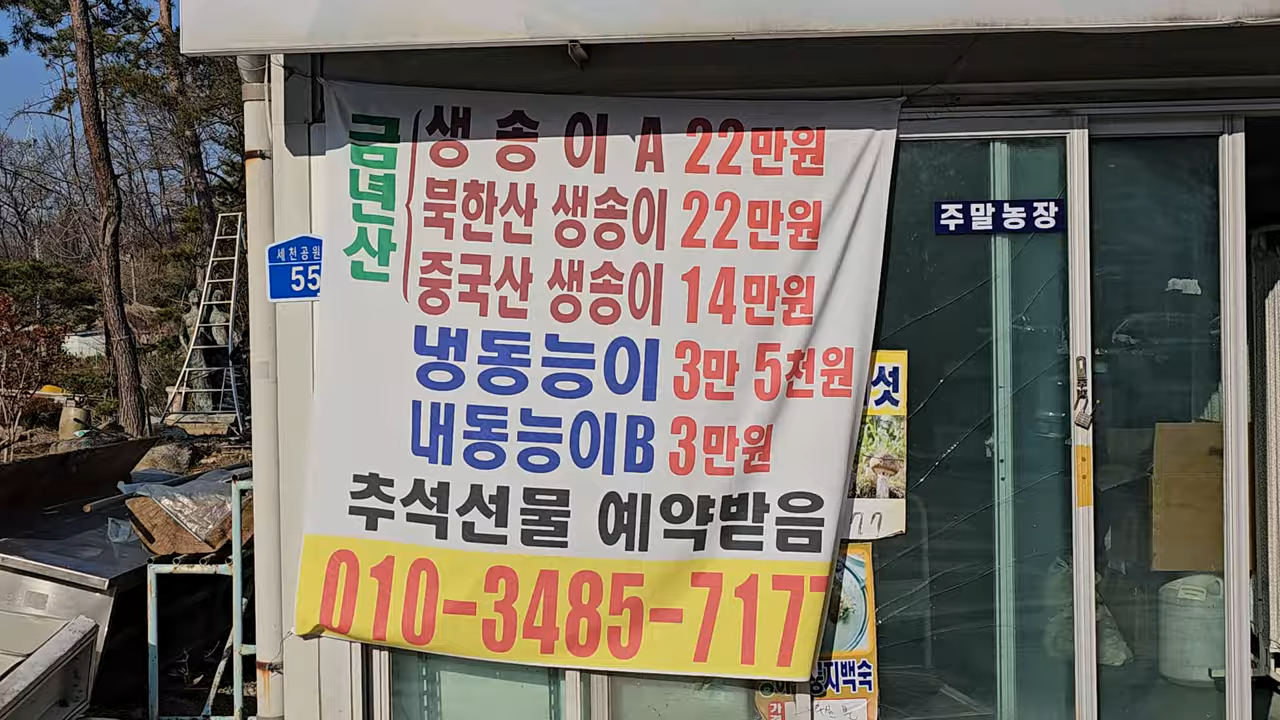 금년산
생송이 A 22만원
북한산 생송이 22만원
중국산 생송이 14만원
냉동능이 3만 5천원
내동능이B 3만원
추석선물 예약받음
010-3485-7177
세천공원
55
주말농장
섯
77
지백숙